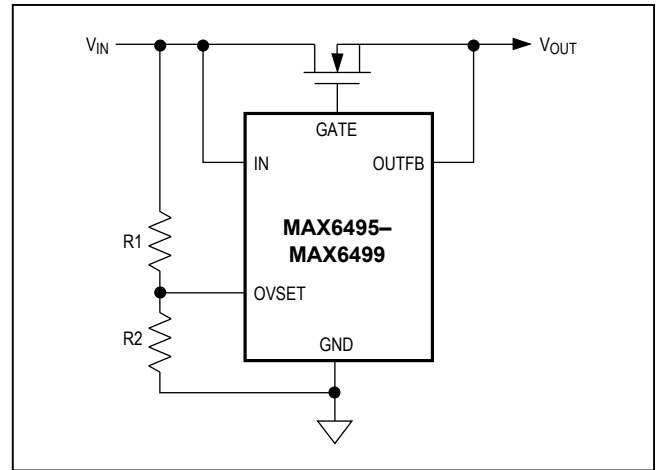 VIN
VOUT
GATE
IN
OUTFB
MAX6495–
MAX6499
R1
OVSET
R2
GND